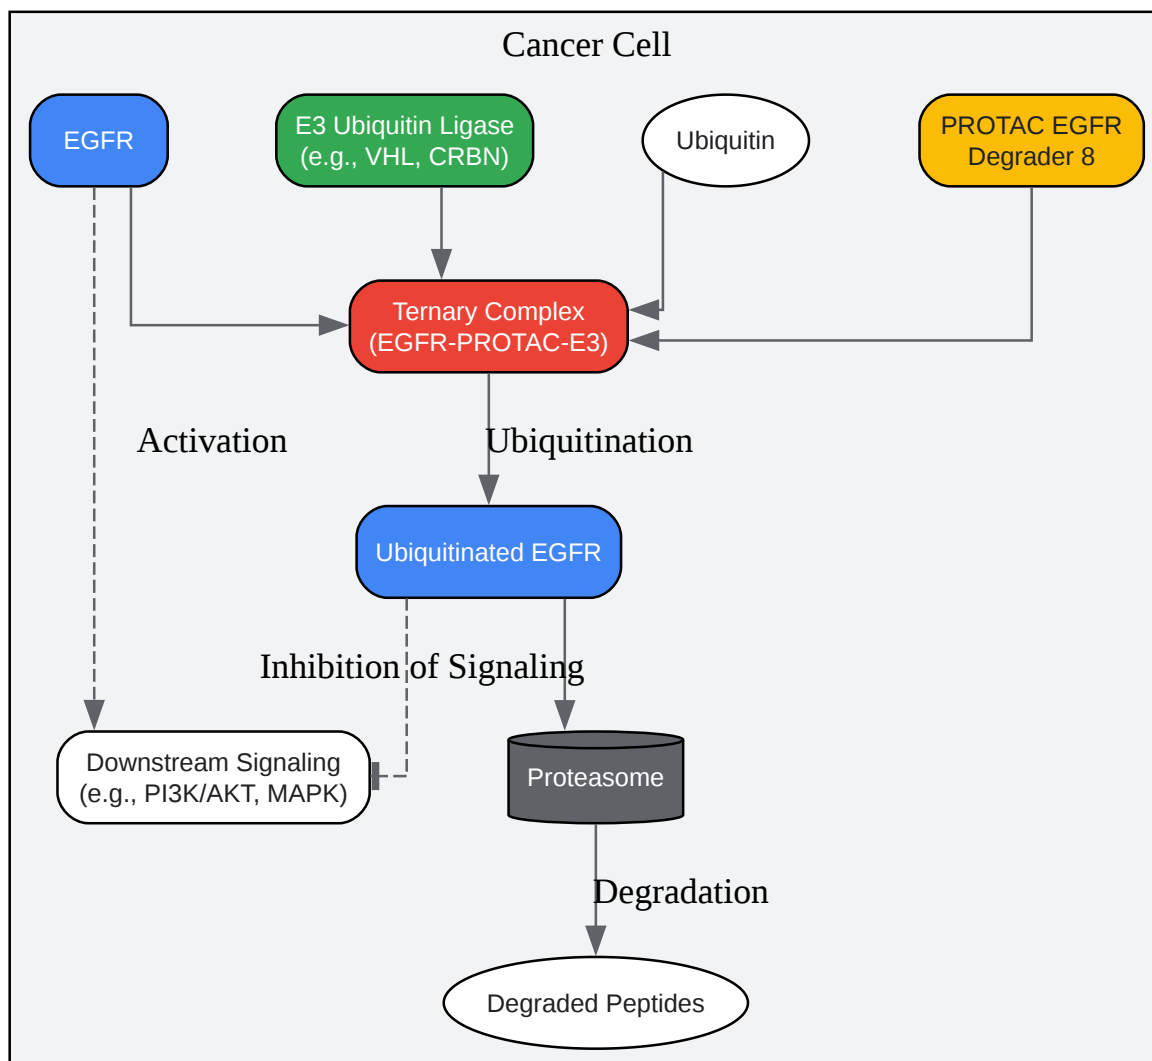 Cancer Cell
EGFR
E3 Ubiquitin Ligase
(e.g., VHL, CRBN)
Ubiquitin
PROTAC EGFR
Degrader 8
Ternary Complex
(EGFR-PROTAC-E3)
Activation
Ubiquitination
Ubiquitinated EGFR
Inhibition of Signaling
Downstream Signaling
(e.g., PI3K/AKT, MAPK)
Proteasome
Degradation
Degraded Peptides